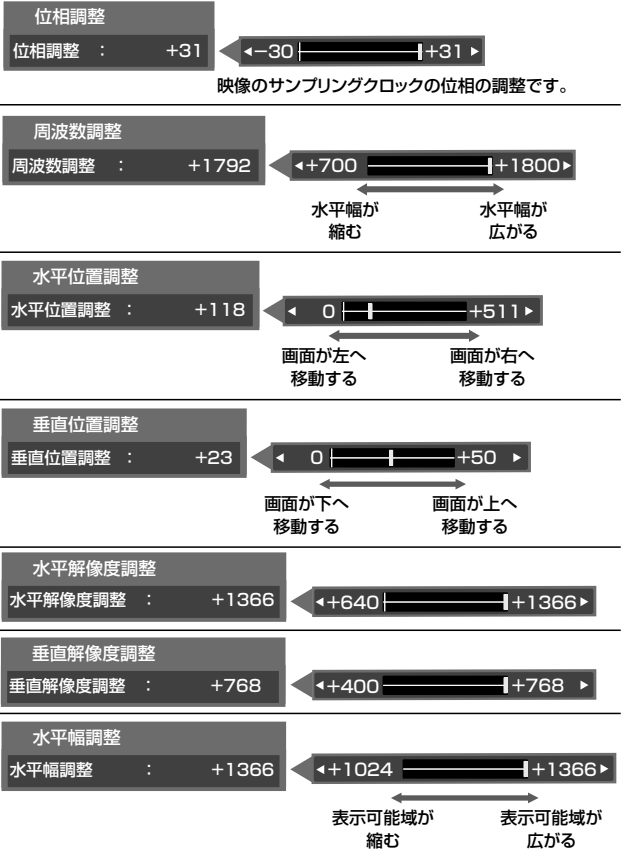 位相調整
位相調整 : +31 ◀−30 +31▶
映像のサンプリングクロックの位相の調整です。
周波数調整
周波数調整 : +1792 ◀+700 +1800▶
水平幅が 水平幅が
縮む 広がる
水平位置調整
水平位置調整 : +118 ◀ 0 +511▶
画面が左へ 画面が右へ
移動する 移動する
垂直位置調整
垂直位置調整 : +23 ◀ 0 +50 ▶
画面が下へ 画面が上へ
移動する 移動する
水平解像度調整
水平解像度調整 : +1366 ◀+640 +1366▶
垂直解像度調整
垂直解像度調整 : +768 ◀+400 +768 ▶
水平幅調整
水平幅調整 : +1366 ◀+1024 +1366▶
表示可能域が 表示可能域が
縮む 広がる